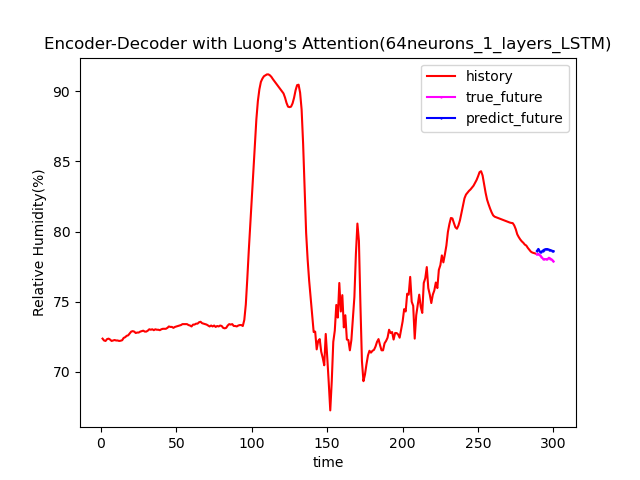 Encoder-Decoder with Luong's Attention(64neurons_1_layers_LSTM)
history
true_future
predict_future
Relative Humidity(%)
90
85
80
75
70
0 50 100 150 200 250 300
time